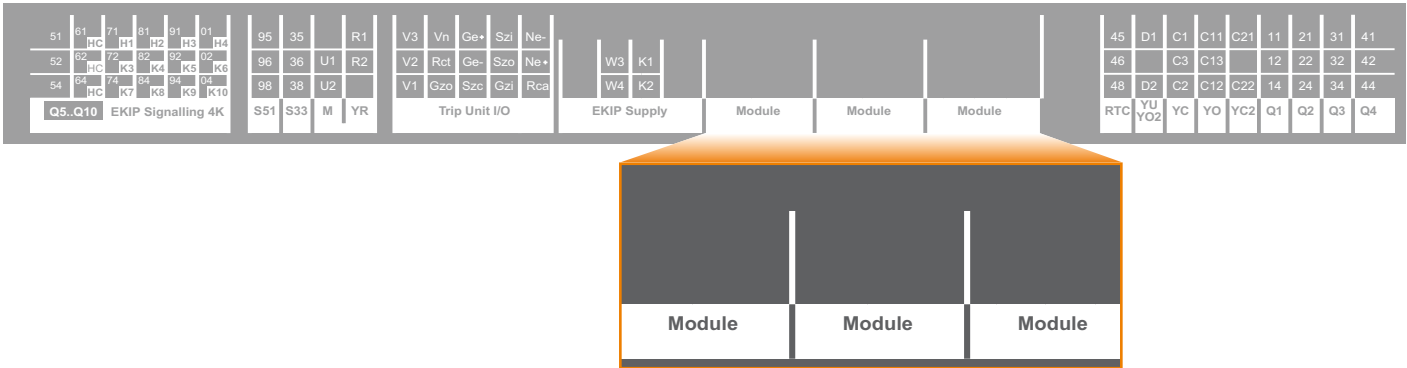 51 61 HC 71 H1 81 H2 91 H3 01 H4 95 35 R1 V3 Vn Ge+ Szi Ne- 45 D1 C1 C11 C21 11 21 31 41
52 62 HC 72 K3 82 K4 92 K5 02 K6 96 36 U1 R2 V2 Rct Ge- Szo Ne+ W3 K1 46 C3 C13 12 22 32 42
54 64 HC 74 K7 84 K8 94 K9 04 K10 98 38 U2 V1 Gzo Szc Gzi Rca W4 K2 48 D2 C2 C12 C22 14 24 34 44
Q5..Q10 EKIP Signalling 4K S51 S33 M YR Trip Unit I/O EKIP Supply Module Module Module RTC YU YO2 YC YO YC2 Q1 Q2 Q3 Q4
Module Module Module